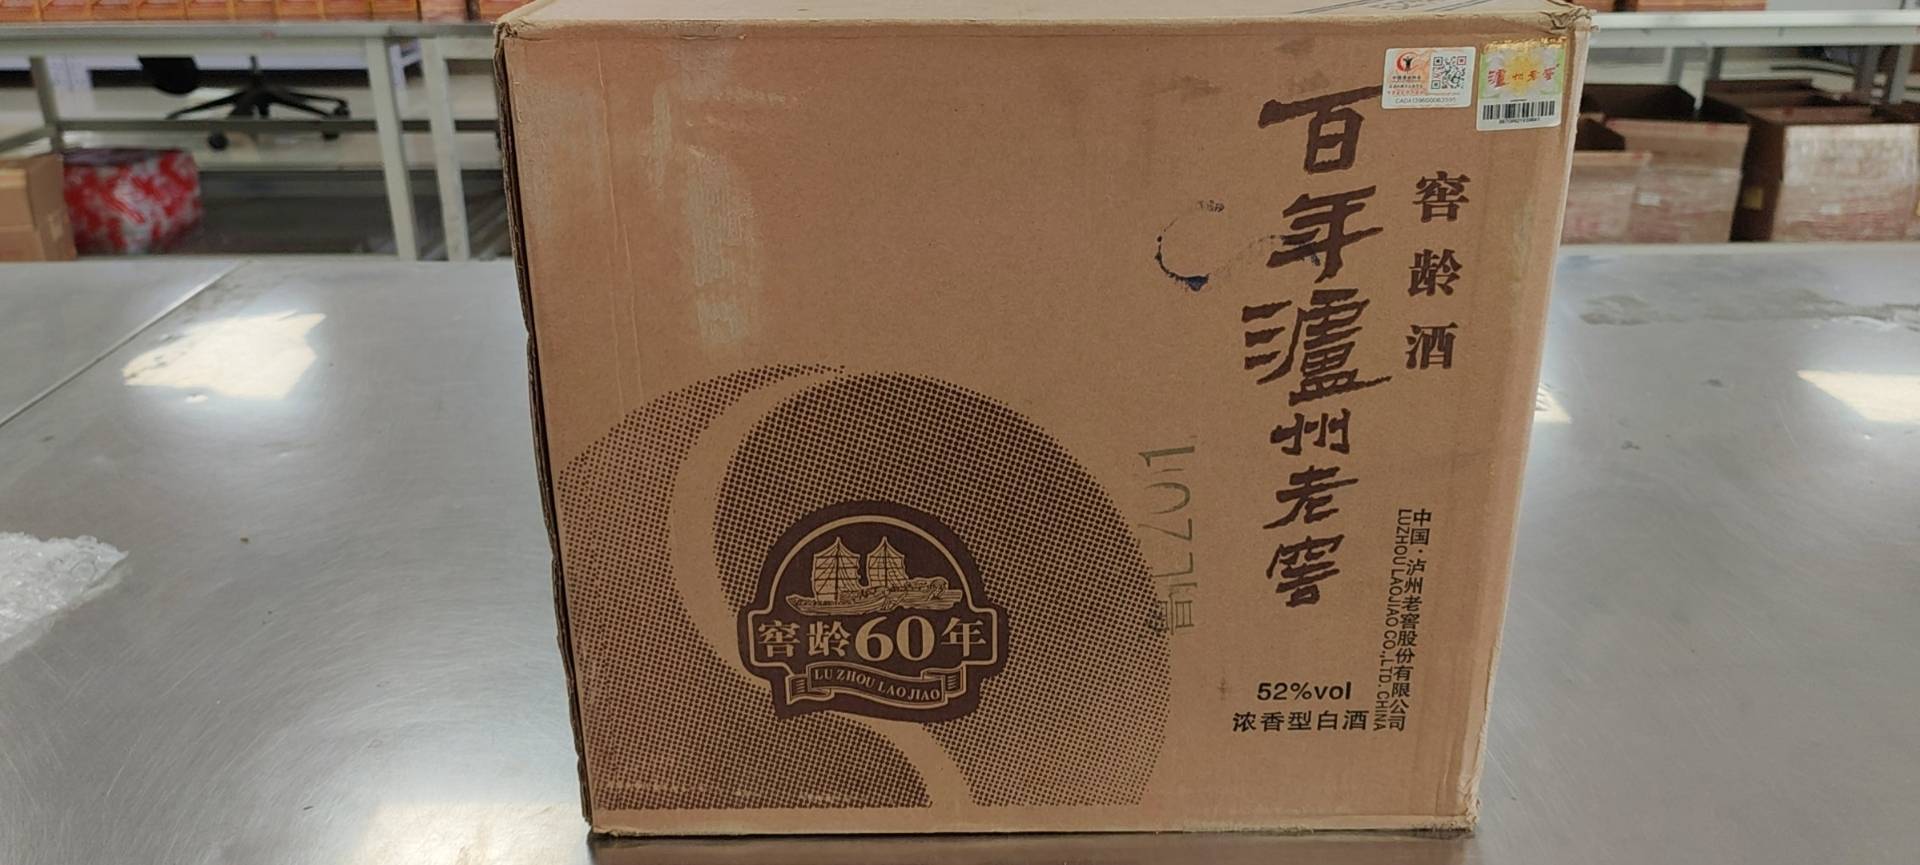 百年泸州老窖
窖龄酒
窖龄60年
LU ZHOU LAO JIAO
52%vol
浓香型白酒
中国·泸州老窖股份有限公司
LUZHOU LAOJIAO CO.,LTD.CHINA
泸州老窖